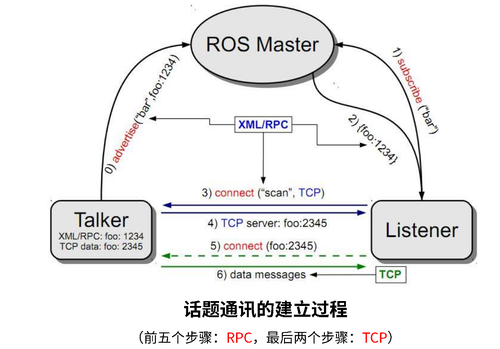 ROS Master
0) advertise("bar",foo:1234)
1) subscribe ("bar")
XML/RPC
2) {foo:1234}
3) connect ("scan", TCP)
Talker
XML/RPC: foo: 1234
TCP data: foo: 2345
4) TCP server: foo:2345
Listener
5) connect (foo:2345)
6) data messages
TCP
话题通讯的建立过程
（前五个步骤：RPC，最后两个步骤：TCP）